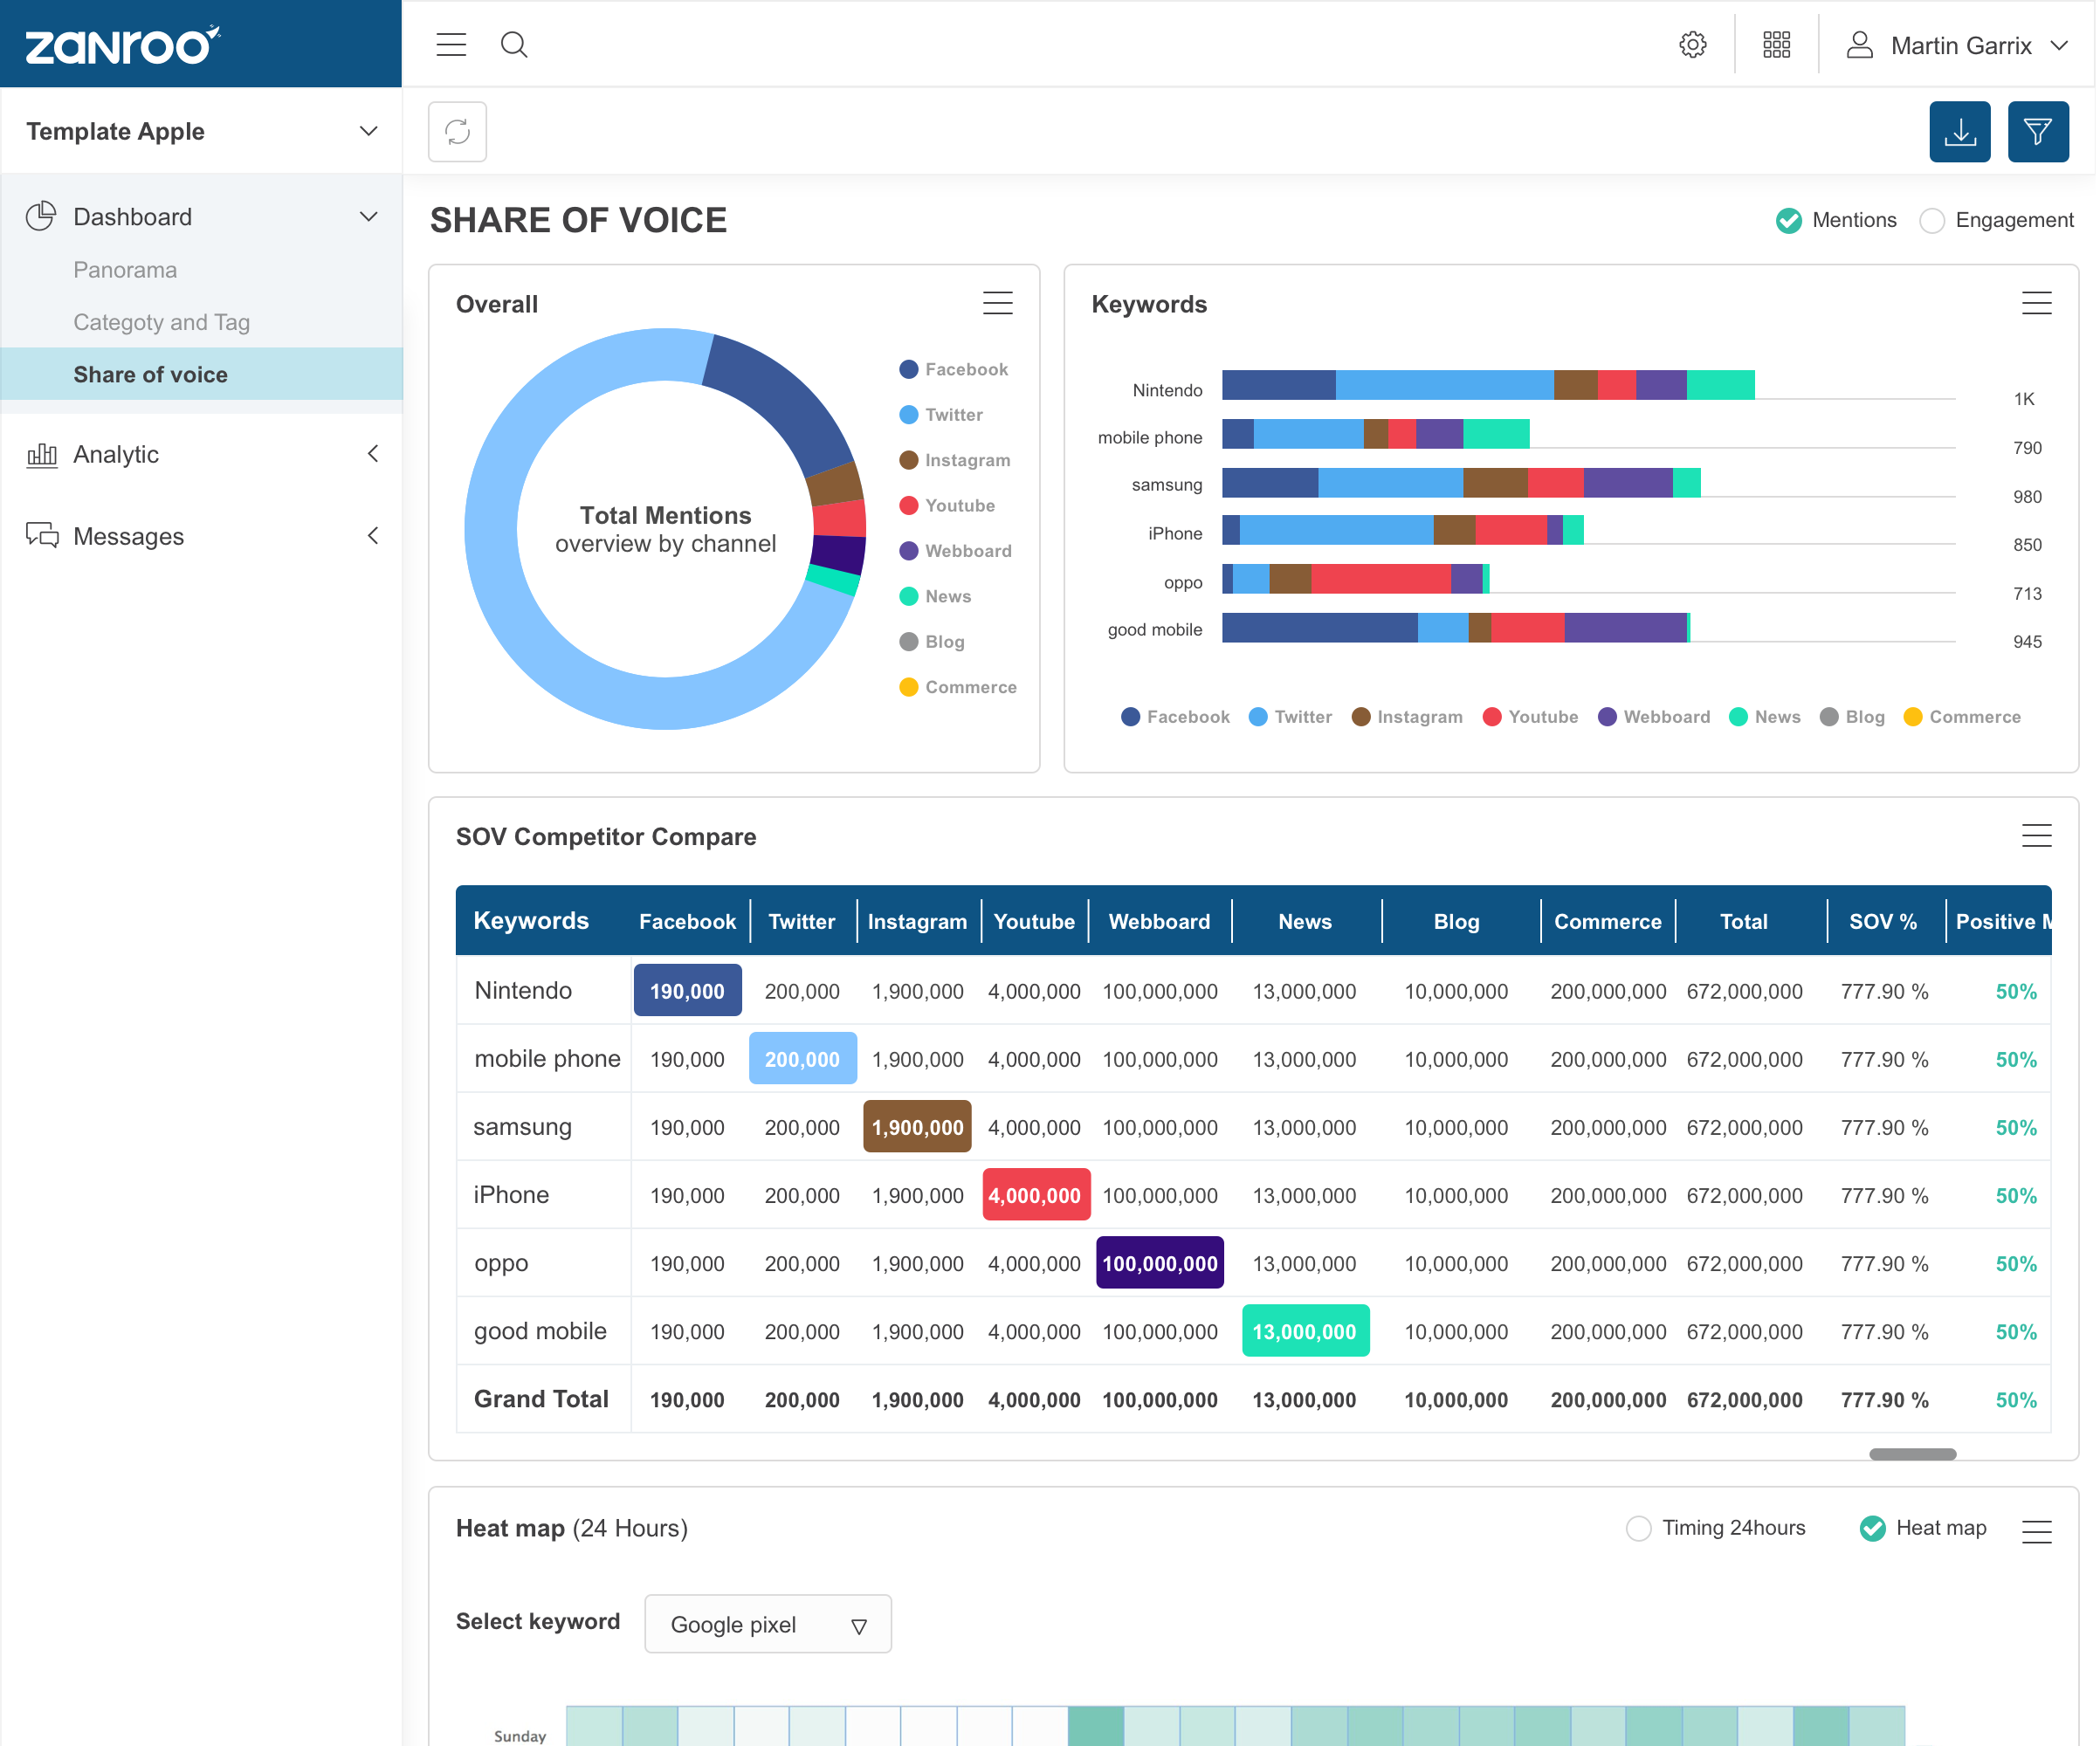 zanroo
Martin Garrix
Template Apple
Dashboard
Panorama
Categoty and Tag
Share of voice
Analytic
Messages
SHARE OF VOICE
Mentions
Engagement
Overall
Total Mentions
overview by channel
Facebook
Twitter
Instagram
Youtube
Webboard
News
Blog
Commerce
Keywords
Nintendo 1K
mobile phone 790
samsung 980
iPhone 850
oppo 713
good mobile 945
Facebook Twitter Instagram Youtube Webboard News Blog Commerce
SOV Competitor Compare
Keywords Facebook Twitter Instagram Youtube Webboard News Blog Commerce Total SOV % Positive M
Nintendo 190,000 200,000 1,900,000 4,000,000 100,000,000 13,000,000 10,000,000 200,000,000 672,000,000 777.90 % 50%
mobile phone 190,000 200,000 1,900,000 4,000,000 100,000,000 13,000,000 10,000,000 200,000,000 672,000,000 777.90 % 50%
samsung 190,000 200,000 1,900,000 4,000,000 100,000,000 13,000,000 10,000,000 200,000,000 672,000,000 777.90 % 50%
iPhone 190,000 200,000 1,900,000 4,000,000 100,000,000 13,000,000 10,000,000 200,000,000 672,000,000 777.90 % 50%
oppo 190,000 200,000 1,900,000 4,000,000 100,000,000 13,000,000 10,000,000 200,000,000 672,000,000 777.90 % 50%
good mobile 190,000 200,000 1,900,000 4,000,000 100,000,000 13,000,000 10,000,000 200,000,000 672,000,000 777.90 % 50%
Grand Total 190,000 200,000 1,900,000 4,000,000 100,000,000 13,000,000 10,000,000 200,000,000 672,000,000 777.90 % 50%
Heat map (24 Hours)
Timing 24hours
Heat map
Select keyword
Google pixel
Sunday